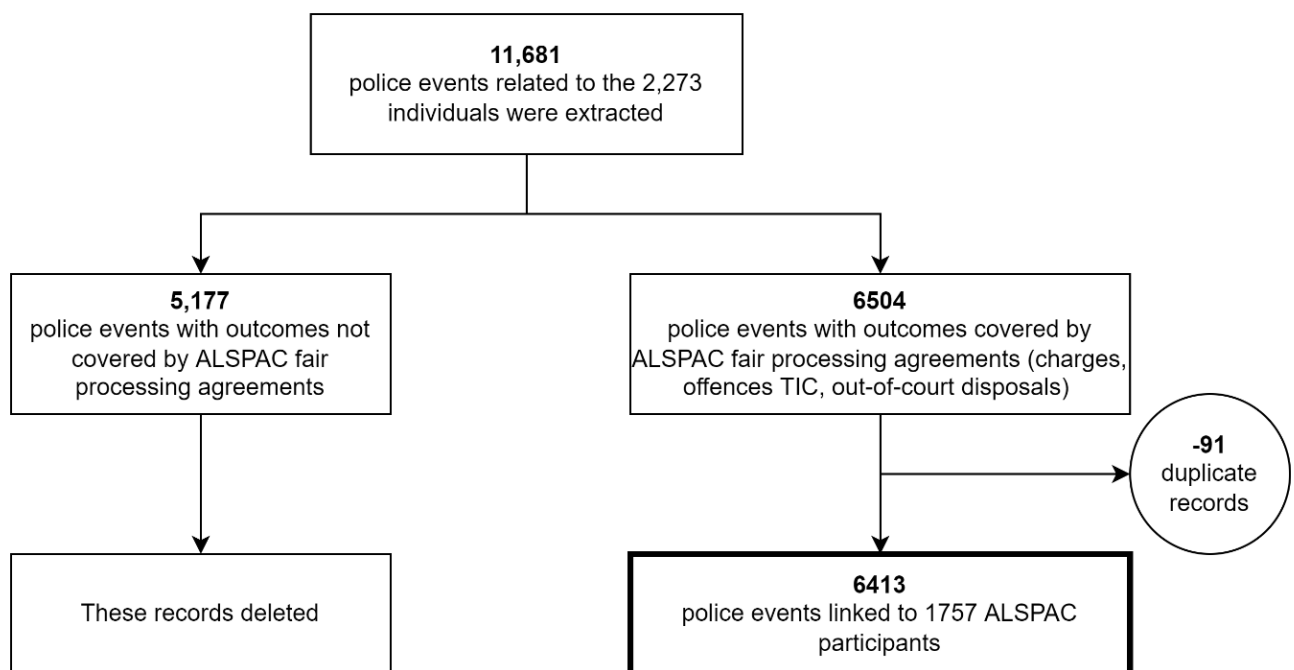 11,681
police events related to the 2,273
individuals were extracted
5,177
police events with outcomes not
covered by ALSPAC fair
processing agreements
6504
police events with outcomes covered by
ALSPAC fair processing agreements (charges,
offences TIC, out-of-court disposals)
-91
duplicate
records
These records deleted
6413
police events linked to 1757 ALSPAC
participants